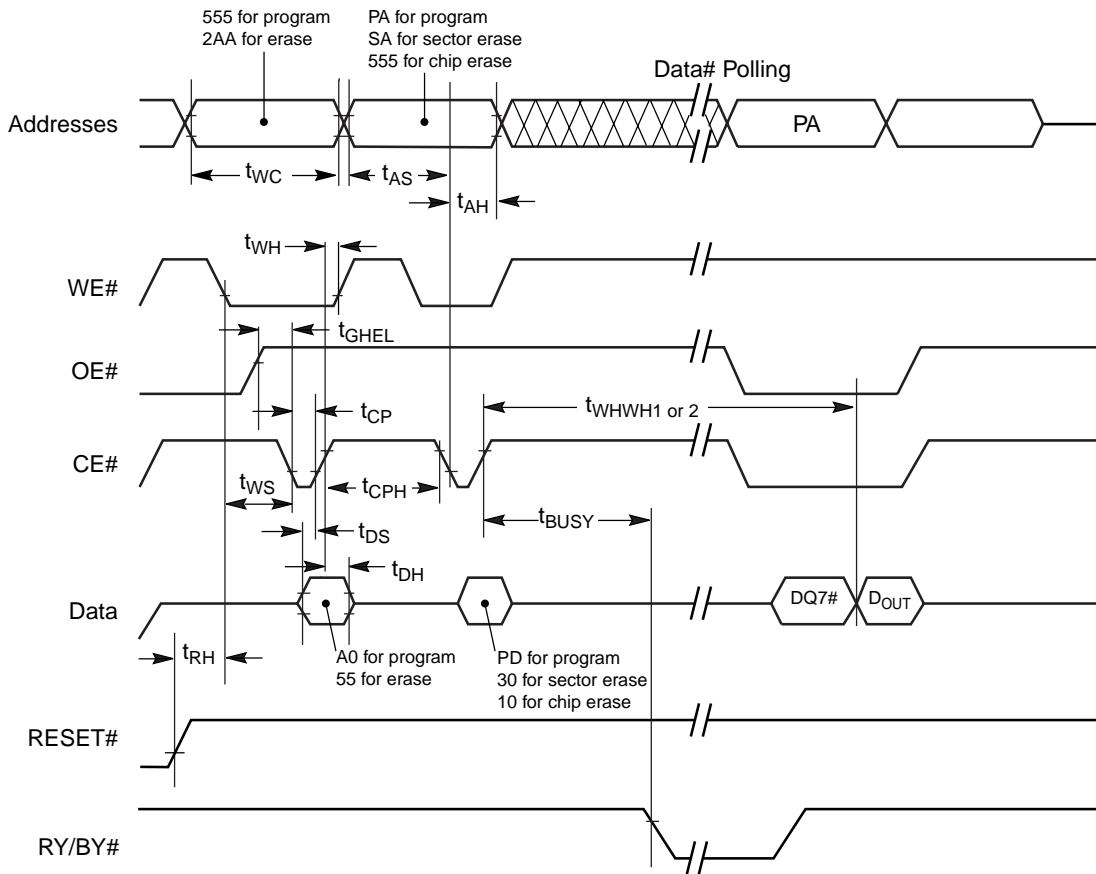 555 for program
2AA for erase
PA for program
SA for sector erase
555 for chip erase
Data# Polling
Addresses
PA
tWC
tAS
tAH
tWH
WE#
tGHEL
OE#
tWHWH1 or 2
tCP
CE#
tWS
tCPH
tBUSY
tDS
tDH
Data
DQ7#
DOUT
tRH
A0 for program
55 for erase
PD for program
30 for sector erase
10 for chip erase
RESET#
RY/BY#